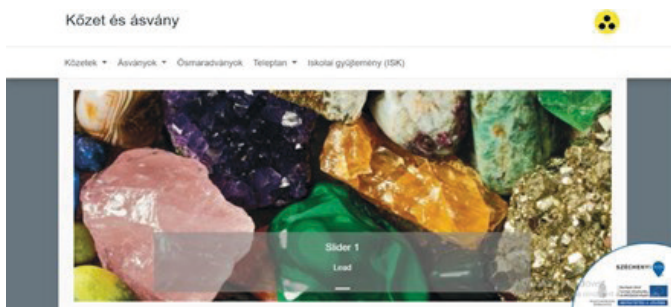 Kőzet és ásvány
Kőzetek Ásványok Ősmaradványok Teleptan Iskolai gyűjtemény (ISK)
Slider 1
Lead
SZÉCHENYI